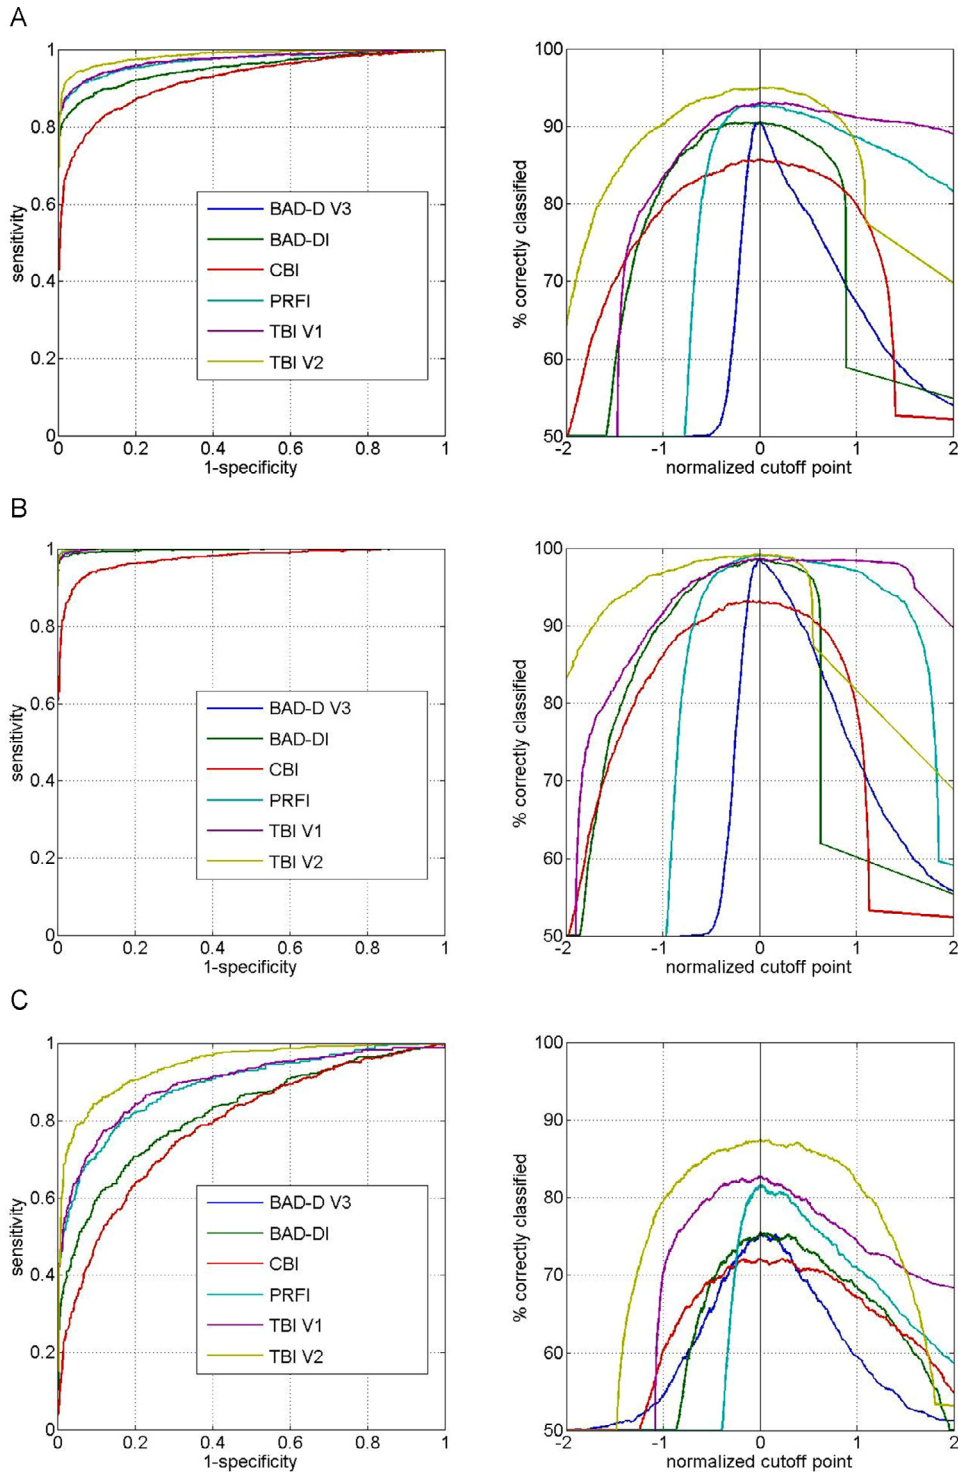 A
sensitivity
1
0.8
0.6
0.4
0.2
0
BAD-D V3
BAD-DI
CBI
PRFI
TBI V1
TBI V2
0 0.2 0.4 0.6 0.8 1
1-specificity
% correctly classified
100
90
80
70
60
50
-2 -1 0 1 2
normalized cutoff point
B
sensitivity
1
0.8
0.6
0.4
0.2
0
BAD-D V3
BAD-DI
CBI
PRFI
TBI V1
TBI V2
0 0.2 0.4 0.6 0.8 1
1-specificity
% correctly classified
100
90
80
70
60
50
-2 -1 0 1 2
normalized cutoff point
C
sensitivity
1
0.8
0.6
0.4
0.2
0
BAD-D V3
BAD-DI
CBI
PRFI
TBI V1
TBI V2
0 0.2 0.4 0.6 0.8 1
1-specificity
% correctly classified
100
90
80
70
60
50
-2 -1 0 1 2
normalized cutoff point